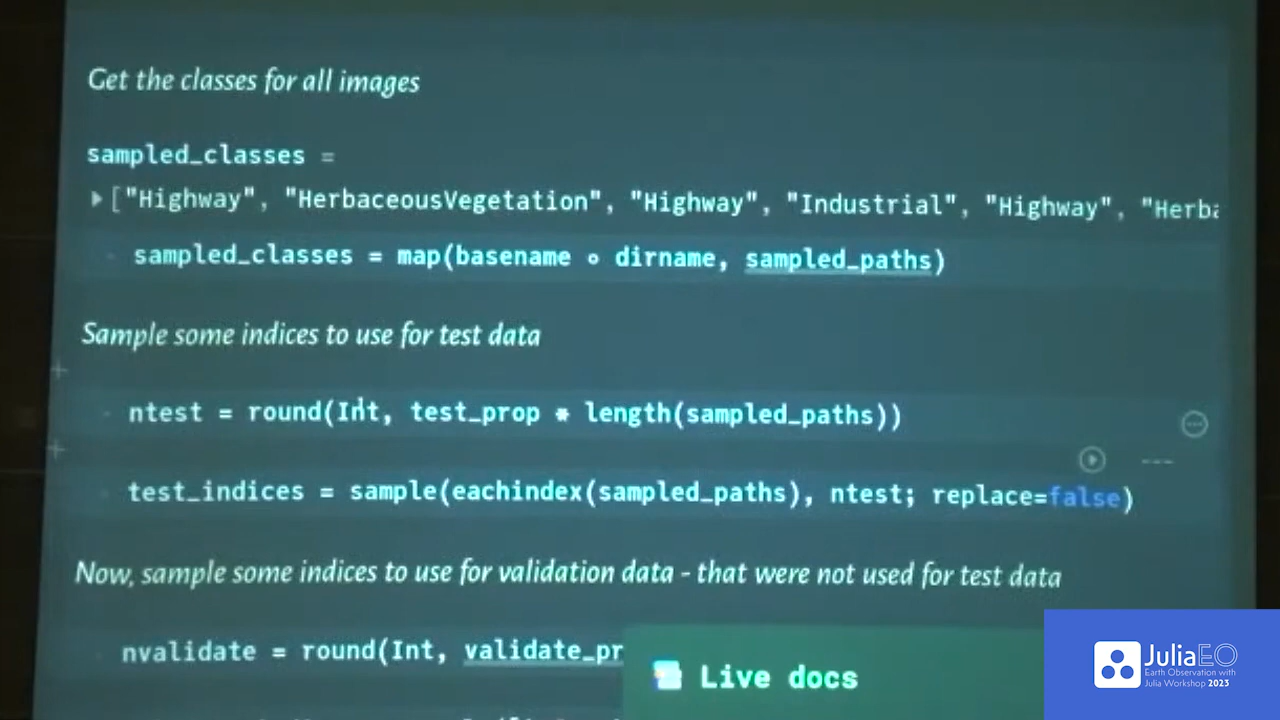 Get the classes for all images
sampled_classes =
["Highway", "HerbaceousVegetation", "Highway", "Industrial", "Highway", "Herba
sampled_classes = map(basename ∘ dirname, sampled_paths)
Sample some indices to use for test data
ntest = round(Int, test_prop * length(sampled_paths))
test_indices = sample(eachindex(sampled_paths), ntest; replace=false)
Now, sample some indices to use for validation data - that were not used for test data
nvalidate = round(Int, validate_pr
Live docs
JuliaEO
Earth Observation with
Julia Workshop 2023